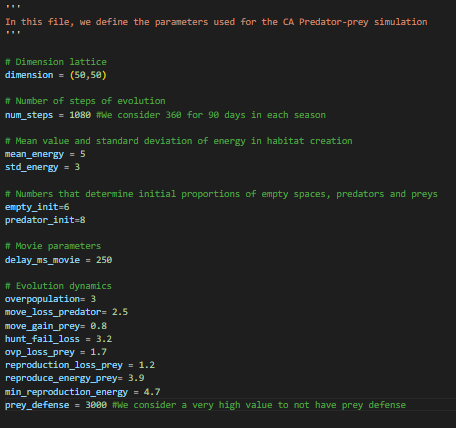 '''
In this file, we define the parameters used for the CA Predator-prey simulation
'''
# Dimension lattice
dimension = (50,50)
# Number of steps of evolution
num_steps = 1080 #We consider 360 for 90 days in each season
# Mean value and standard deviation of energy in habitat creation
mean_energy = 5
std_energy = 3
# Numbers that determine initial proportions of empty spaces, predators and preys
empty_init=6
predator_init=8
# Movie parameters
delay_ms_movie = 250
# Evolution dynamics
overpopulation= 3
move_loss_predator= 2.5
move_gain_prey= 0.8
hunt_fail_loss = 3.2
ovp_loss_prey = 1.7
reproduction_loss_prey = 1.2
reproduce_energy_prey= 3.9
min_reproduction_energy = 4.7
prey_defense = 3000 #We consider a very high value to not have prey defense